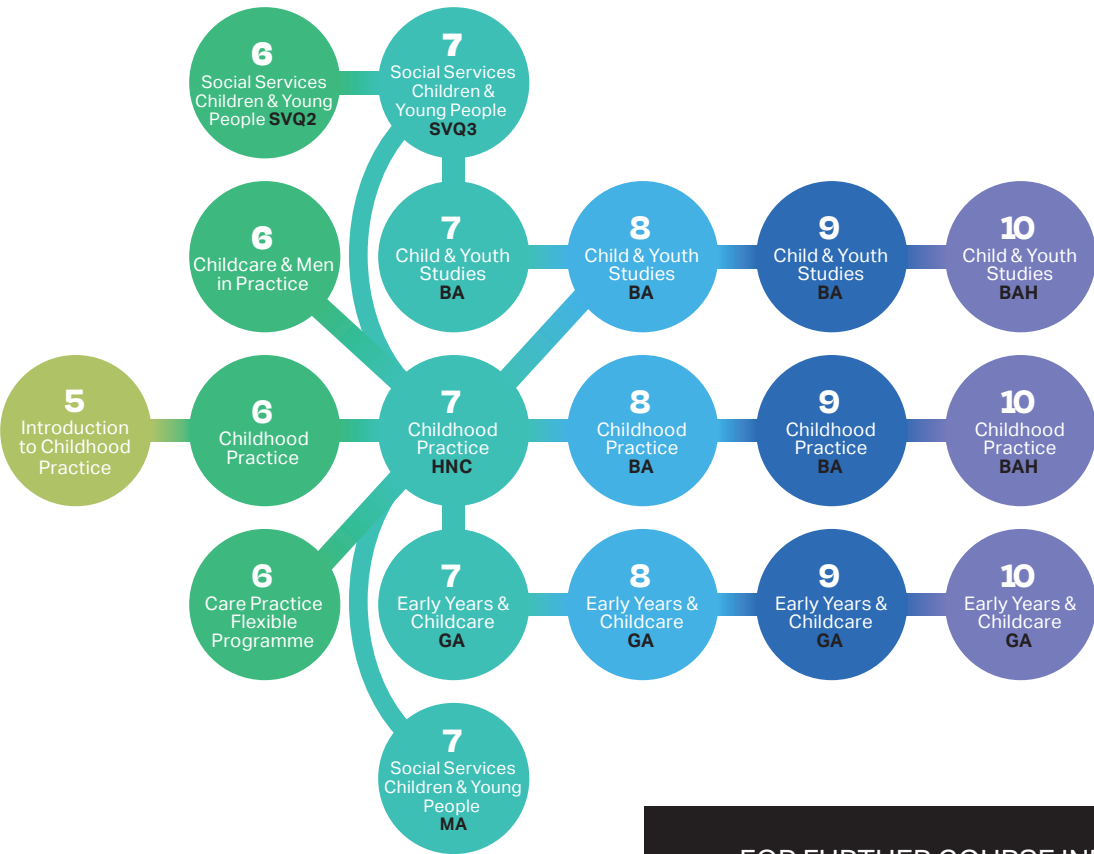 6
Social Services
Children & Young
People SVQ2
7
Social Services
Children &
Young People
SVQ3
6
Childcare & Men
in Practice
7
Child & Youth
Studies
BA
8
Child & Youth
Studies
BA
9
Child & Youth
Studies
BA
10
Child & Youth
Studies
BAH
5
Introduction
to Childhood
Practice
6
Childhood
Practice
7
Childhood
Practice
HNC
8
Childhood
Practice
BA
9
Childhood
Practice
BA
10
Childhood
Practice
BAH
6
Care Practice
Flexible
Programme
7
Early Years &
Childcare
GA
8
Early Years &
Childcare
GA
9
Early Years &
Childcare
GA
10
Early Years &
Childcare
GA
7
Social Services
Children & Young
People
MA
FOR FURTHER COURSE